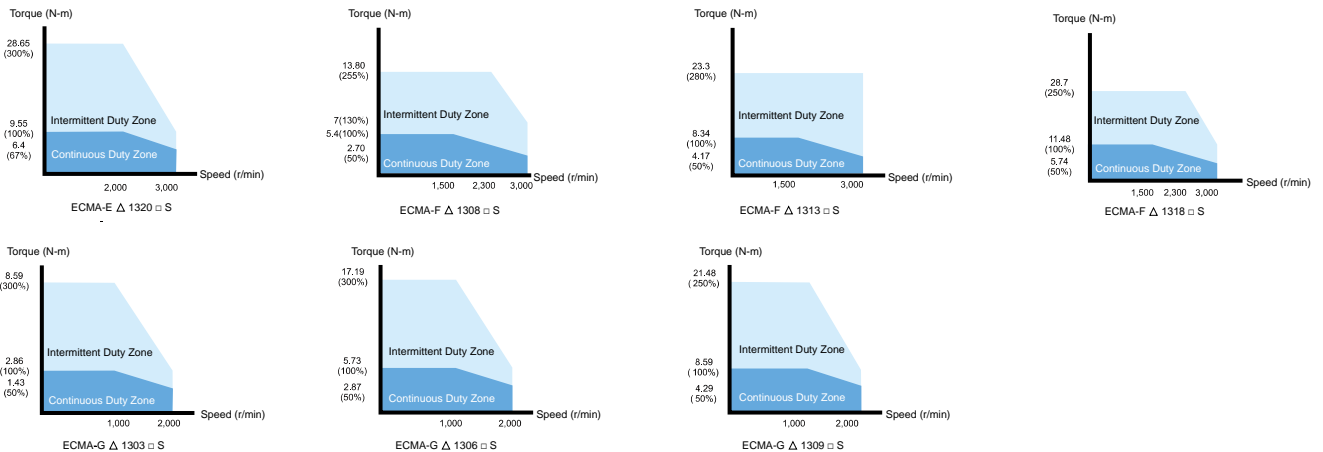 Torque (N-m)
28.65
(300%)
Intermittent Duty Zone
9.55
(100%)
6.4
(67%)
Continuous Duty Zone
Speed (r/min)
2,000 3,000
ECMA-E △ 1320 □ S
-
Torque (N-m)
13.80
(255%)
Intermittent Duty Zone
7(130%)
5.4(100%)
2.70
(50%)
Continuous Duty Zone
Speed (r/min)
1,500 2,300 3,000
ECMA-F △ 1308 □ S
Torque (N-m)
23.3
(280%)
Intermittent Duty Zone
8.34
(100%)
4.17
(50%)
Continuous Duty Zone
Speed (r/min)
1,500 3,000
ECMA-F △ 1313 □ S
Torque (N-m)
28.7
(250%)
Intermittent Duty Zone
11.48
(100%)
5.74
(50%)
Continuous Duty Zone
Speed (r/min)
1,500 2,300 3,000
ECMA-F △ 1318 □ S
Torque (N-m)
8.59
(300%)
Intermittent Duty Zone
2.86
(100%)
1.43
(50%)
Continuous Duty Zone
Speed (r/min)
1,000 2,000
ECMA-G △ 1303 □ S
Torque (N-m)
17.19
(300%)
Intermittent Duty Zone
5.73
(100%)
2.87
(50%)
Continuous Duty Zone
Speed (r/min)
1,000 2,000
ECMA-G △ 1306 □ S
Torque (N-m)
21.48
( 250%)
Intermittent Duty Zone
8.59
( 100%)
4.29
( 50%)
Continuous Duty Zone
Speed (r/min)
1,000 2,000
ECMA-G △ 1309 □ S